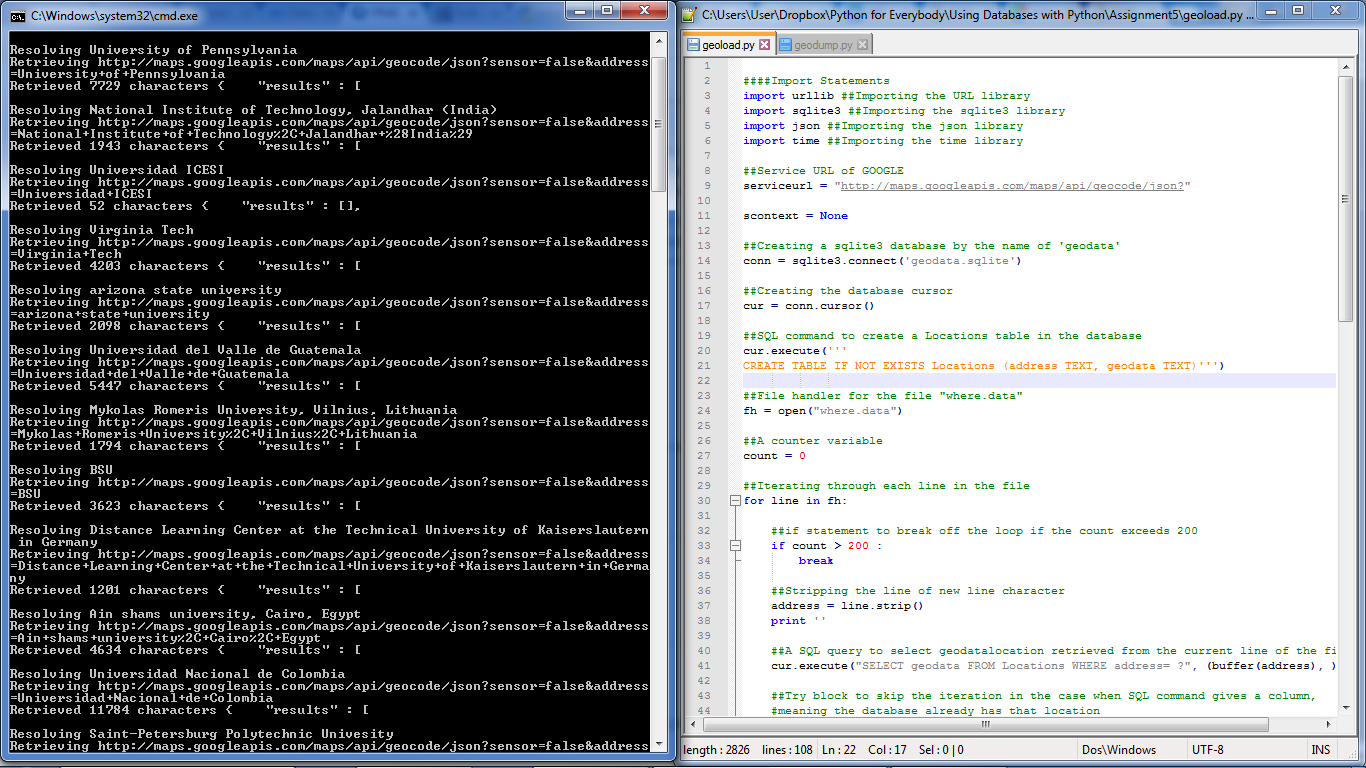 C:\Windows\system32\cmd.exe
Resolving University of Pennsylvania
Retrieving http://maps.googleapis.com/maps/api/geocode/json?sensor=false&address
=University+of+Pennsylvania
Retrieved 7729 characters {    "results" : [
Resolving National Institute of Technology, Jalandhar (India)
Retrieving http://maps.googleapis.com/maps/api/geocode/json?sensor=false&address
=National+Institute+of+Technology%2C+Jalandhar+%28India%29
Retrieved 1943 characters {    "results" : [
Resolving Universidad ICESI
Retrieving http://maps.googleapis.com/maps/api/geocode/json?sensor=false&address
=Universidad+ICESI
Retrieved 52 characters {    "results" : [],
Resolving Virginia Tech
Retrieving http://maps.googleapis.com/maps/api/geocode/json?sensor=false&address
=Virginia+Tech
Retrieved 4203 characters {    "results" : [
Resolving arizona state university
Retrieving http://maps.googleapis.com/maps/api/geocode/json?sensor=false&address
=arizona+state+university
Retrieved 2098 characters {    "results" : [
Resolving Universidad del Valle de Guatemala
Retrieving http://maps.googleapis.com/maps/api/geocode/json?sensor=false&address
=Universidad+del+Valle+de+Guatemala
Retrieved 5447 characters {    "results" : [
Resolving Mykolas Romeris University, Vilnius, Lithuania
Retrieving http://maps.googleapis.com/maps/api/geocode/json?sensor=false&address
=Mykolas+Romeris+University%2C+Vilnius%2C+Lithuania
Retrieved 1794 characters {    "results" : [
Resolving BSU
Retrieving http://maps.googleapis.com/maps/api/geocode/json?sensor=false&address
=BSU
Retrieved 3623 characters {    "results" : [
Resolving Distance Learning Center at the Technical University of Kaiserslautern
 in Germany
Retrieving http://maps.googleapis.com/maps/api/geocode/json?sensor=false&address
=Distance+Learning+Center+at+the+Technical+University+of+Kaiserslautern+in+Germa
ny
Retrieved 1201 characters {    "results" : [
Resolving Ain shams university, Cairo, Egypt
Retrieving http://maps.googleapis.com/maps/api/geocode/json?sensor=false&address
=Ain+shams+university%2C+Cairo%2C+Egypt
Retrieved 4634 characters {    "results" : [
Resolving Universidad Nacional de Colombia
Retrieving http://maps.googleapis.com/maps/api/geocode/json?sensor=false&address
=Universidad+Nacional+de+Colombia
Retrieved 11784 characters {    "results" : [
Resolving Saint-Petersburg Polytechnic Univesity
Retrieving http://maps.googleapis.com/maps/api/geocode/json?sensor=false&address
C:\Users\User\Dropbox\Python for Everybody\Using Databases with Python\Assignment5\geoload.py ...
geoload.py geodump.py
1
2 ####Import Statements
3 import urllib ##Importing the URL library
4 import sqlite3 ##Importing the sqlite3 library
5 import json ##Importing the json library
6 import time ##Importing the time library
7
8 ##Service URL of GOOGLE
9 serviceurl = "http://maps.googleapis.com/maps/api/geocode/json?"
10
11 scontext = None
12
13 ##Creating a sqlite3 database by the name of 'geodata'
14 conn = sqlite3.connect('geodata.sqlite')
15
16 ##Creating the database cursor
17 cur = conn.cursor()
18
19 ##SQL command to create a Locations table in the database
20 cur.execute('''
21 CREATE TABLE IF NOT EXISTS Locations (address TEXT, geodata TEXT)''')
22
23 ##File handler for the file "where.data"
24 fh = open("where.data")
25
26 ##A counter variable
27 count = 0
28
29 ##Iterating through each line in the file
30 for line in fh:
31
32 ##if statement to break off the loop if the count exceeds 200
33 if count > 200 :
34 break
35
36 ##Stripping the line of new line character
37 address = line.strip()
38 print ''
39
40 ##A SQL query to select geodatalocation retrieved from the current line of the fi
41 cur.execute("SELECT geodata FROM Locations WHERE address= ?", (buffer(address), )
42
43 ##Try block to skip the iteration in the case when SQL command gives a column,
44 #meaning the database already has that location
length : 2826 lines : 108 Ln : 22 Col : 17 Sel : 0 | 0 Dos\Windows UTF-8 INS